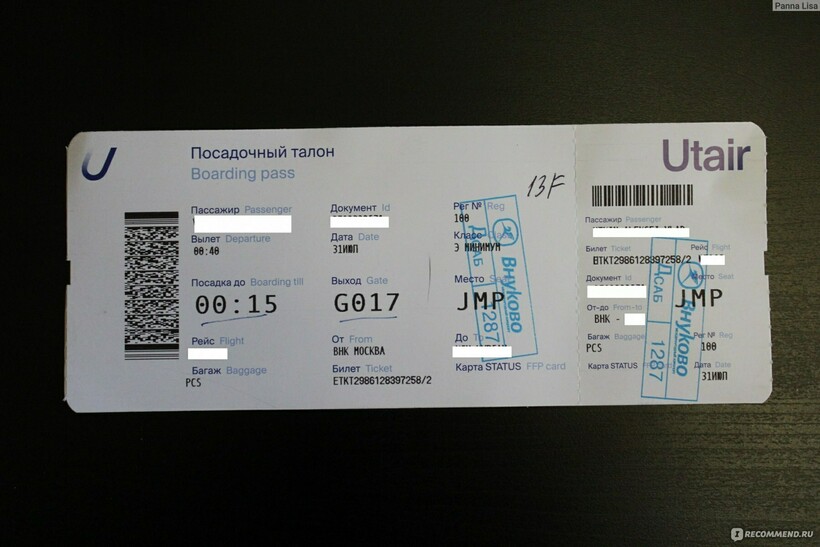 Panna Lisa
Посадочный талон
Boarding pass
Utair
13F
Пассажир Passenger
Документ Id
Рег № Reg
100
Вылет Departure
00:40
Дата Date
31ИЮЛ
Класс
Э МИНИМУМ
Посадка до Boarding till
00:15
Выход Gate
G017
Место
JMP
Рейс Flight
От From
ВНК МОСКВА
До
Багаж Baggage
PCS
Билет Ticket
ETKT2986128397258/2
Карта STATUS FFP card
ДСАБ
Внуково
1287
Пассажир Passenger
Билет Ticket
Рейс Flight
ETKT2986128397258/2
Документ Id
Место Seat
JMP
От-до From-to
ВНК -
Багаж Baggage
PCS
Рег № Reg
100
Карта STATUS
Дата Date
31ИЮЛ
ДСАБ
Внуково
1287
IRECOMMEND.RU